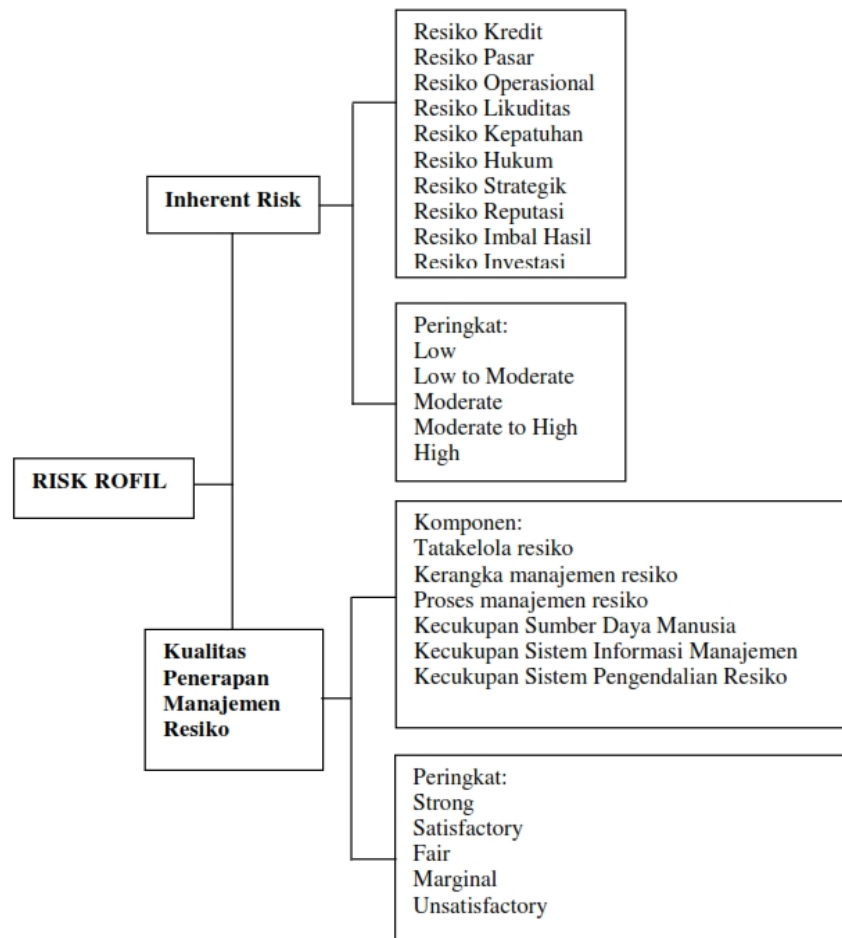 Resiko Kredit
Resiko Pasar
Resiko Operasional
Resiko Likuditas
Resiko Kepatuhan
Resiko Hukum
Resiko Strategik
Resiko Reputasi
Resiko Imbal Hasil
Resiko Investasi
Inherent Risk
Peringkat:
Low
Low to Moderate
Moderate
Moderate to High
High
RISK ROFIL
Komponen:
Tatakelola resiko
Kerangka manajemen resiko
Proses manajemen resiko
Kecukupan Sumber Daya Manusia
Kecukupan Sistem Informasi Manajemen
Kecukupan Sistem Pengendalian Resiko
Kualitas
Penerapan
Manajemen
Resiko
Peringkat:
Strong
Satisfactory
Fair
Marginal
Unsatisfactory